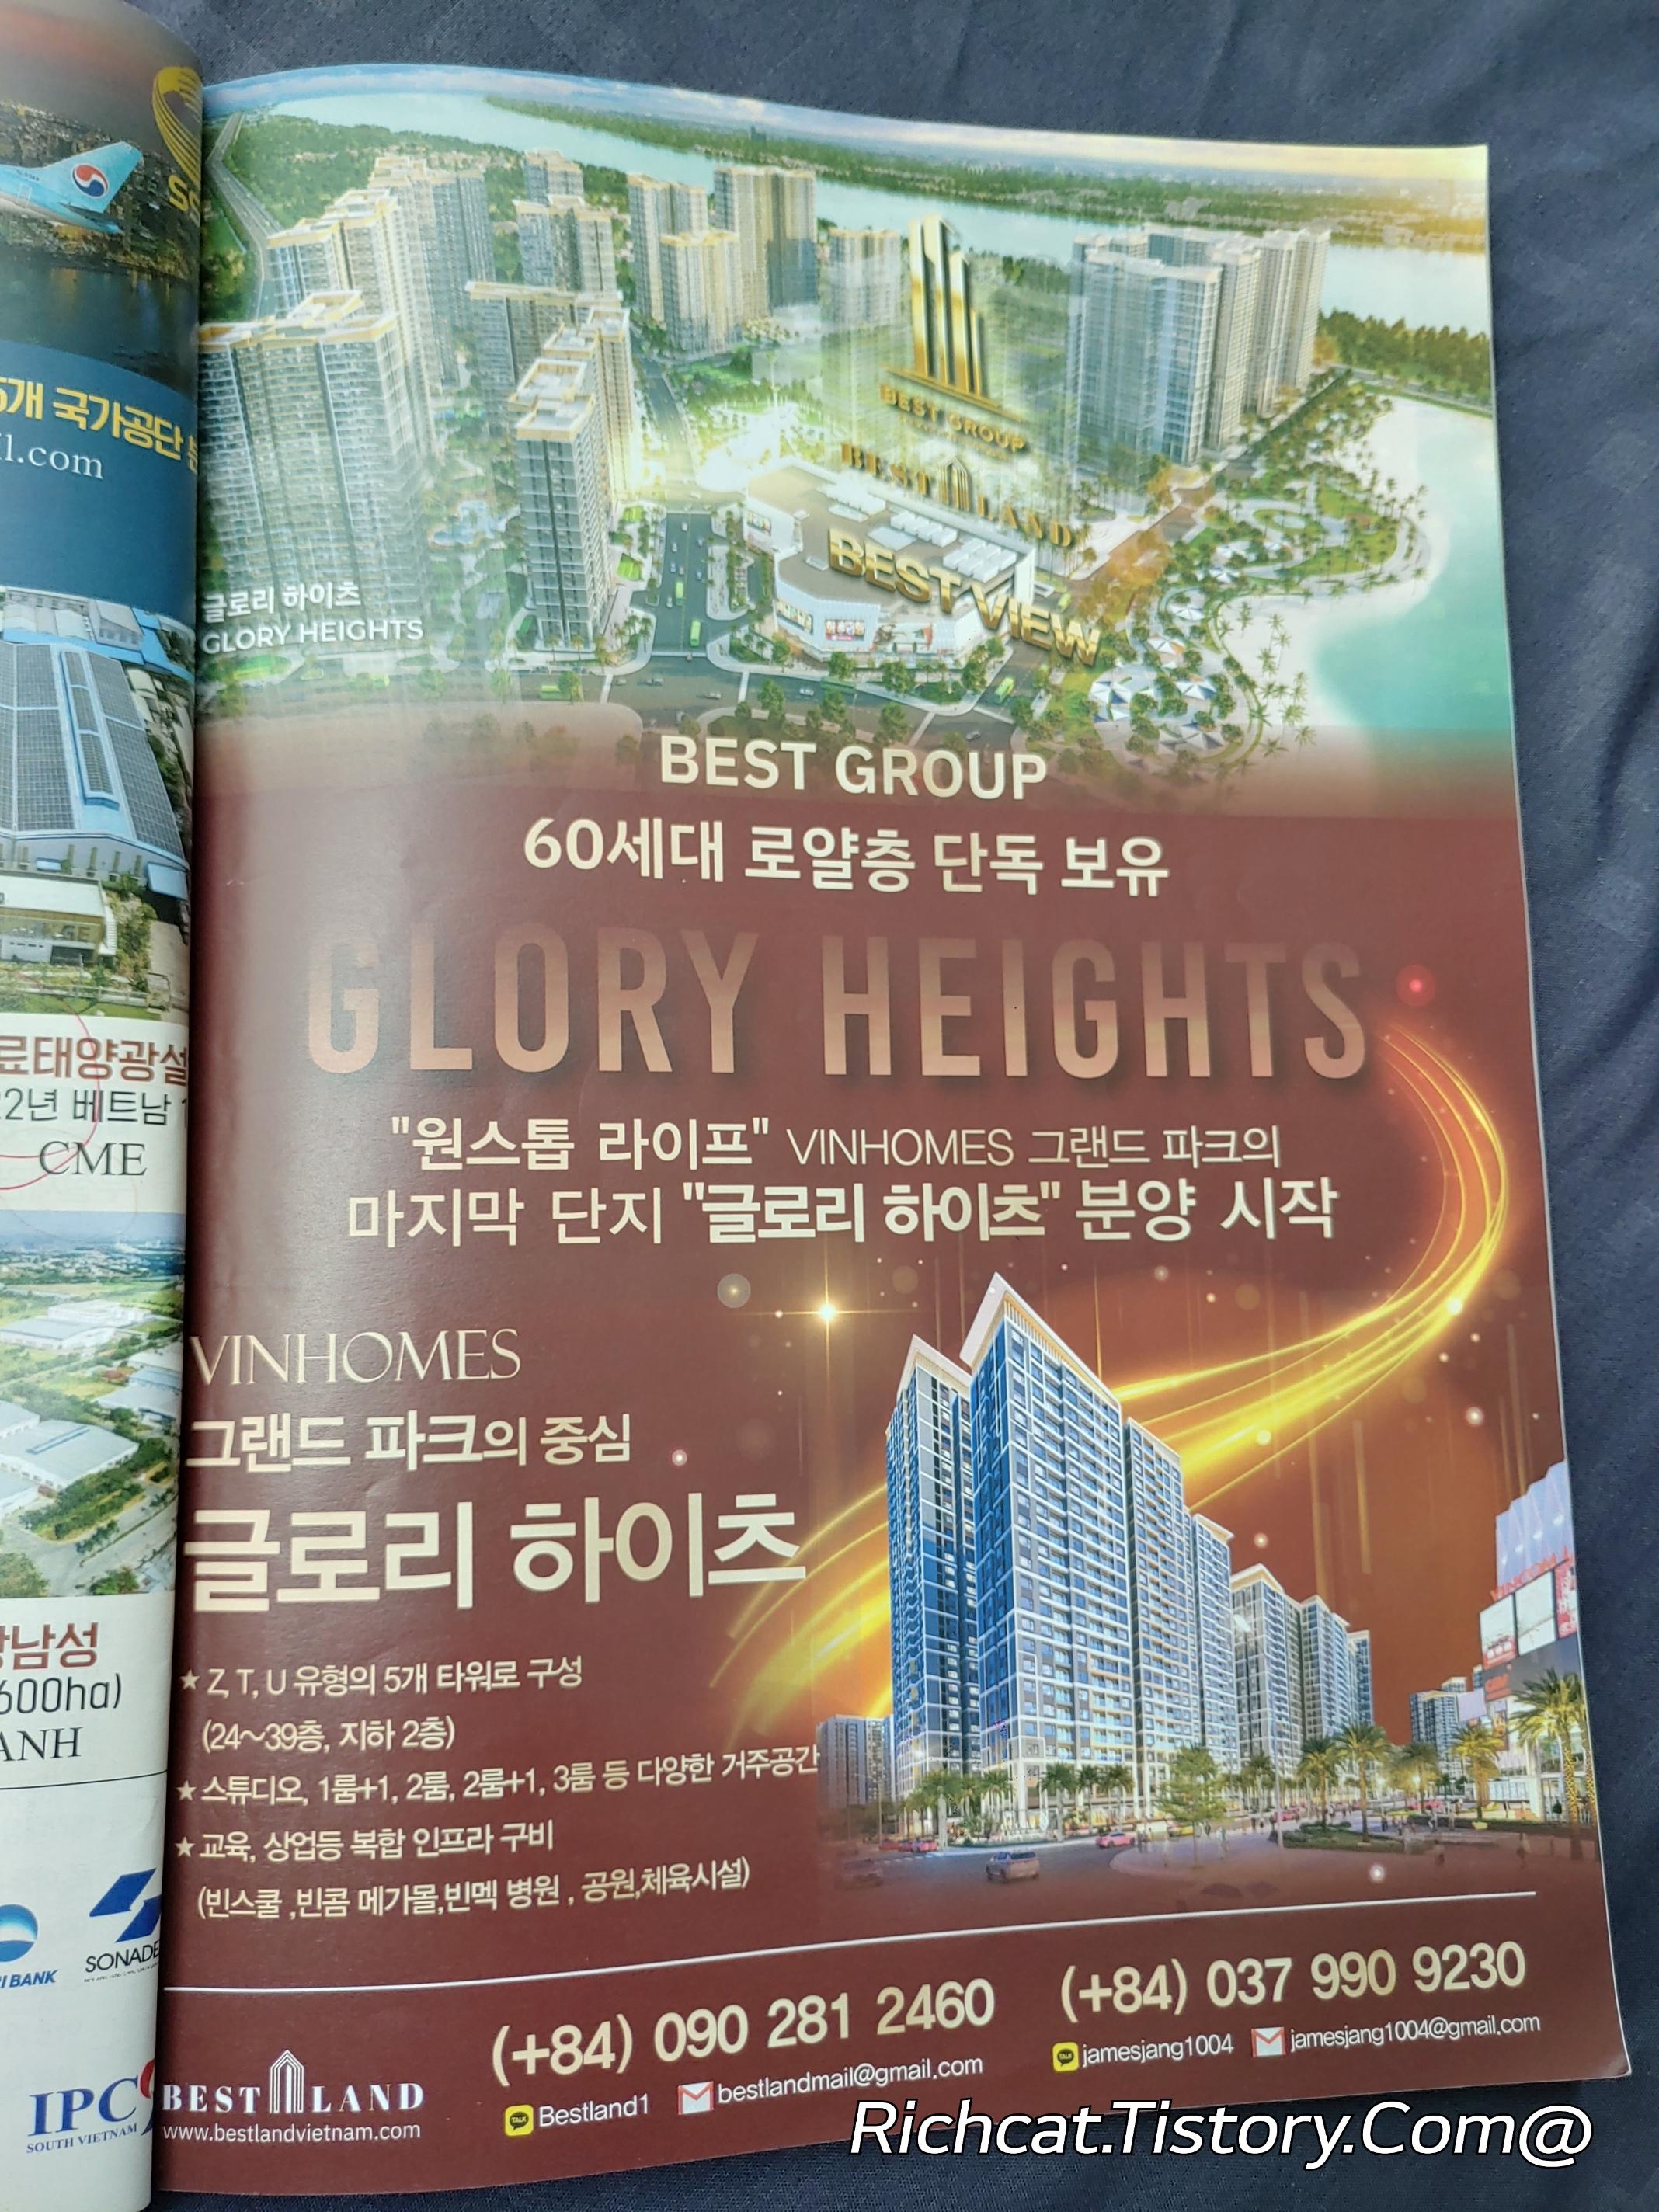 5개 국가공단
l.com
료태양광설
22년 베트남
CME
남성
600ha)
ANH
BANK
SONADE
IPC
SOUTH VIETNAM
BEST GROUP
BEST LAND
BEST VIEW
글로리 하이츠
GLORY HEIGHTS
BEST GROUP
60세대 로얄층 단독 보유
GLORY HEIGHTS
"원스톱 라이프" VINHOMES 그랜드 파크의
마지막 단지 "글로리 하이츠" 분양 시작
VINHOMES
그랜드 파크의 중심
글로리 하이츠
★ Z, T, U 유형의 5개 타워로 구성
(24~39층, 지하 2층)
★ 스튜디오, 1룸+1, 2룸, 2룸+1, 3룸 등 다양한 거주공간
★ 교육, 상업등 복합 인프라 구비
(빈스쿨 ,빈콤 메가몰,빈멕 병원 , 공원,체육시설)
VINCOM
BEST LAND
www.bestlandvietnam.com
(+84) 090 281 2460
TALK Bestland1 bestlandmail@gmail.com
(+84) 037 990 9230
TALK jamesjang1004 jamesjang1004@gmail.com
Richcat.Tistory.Com@